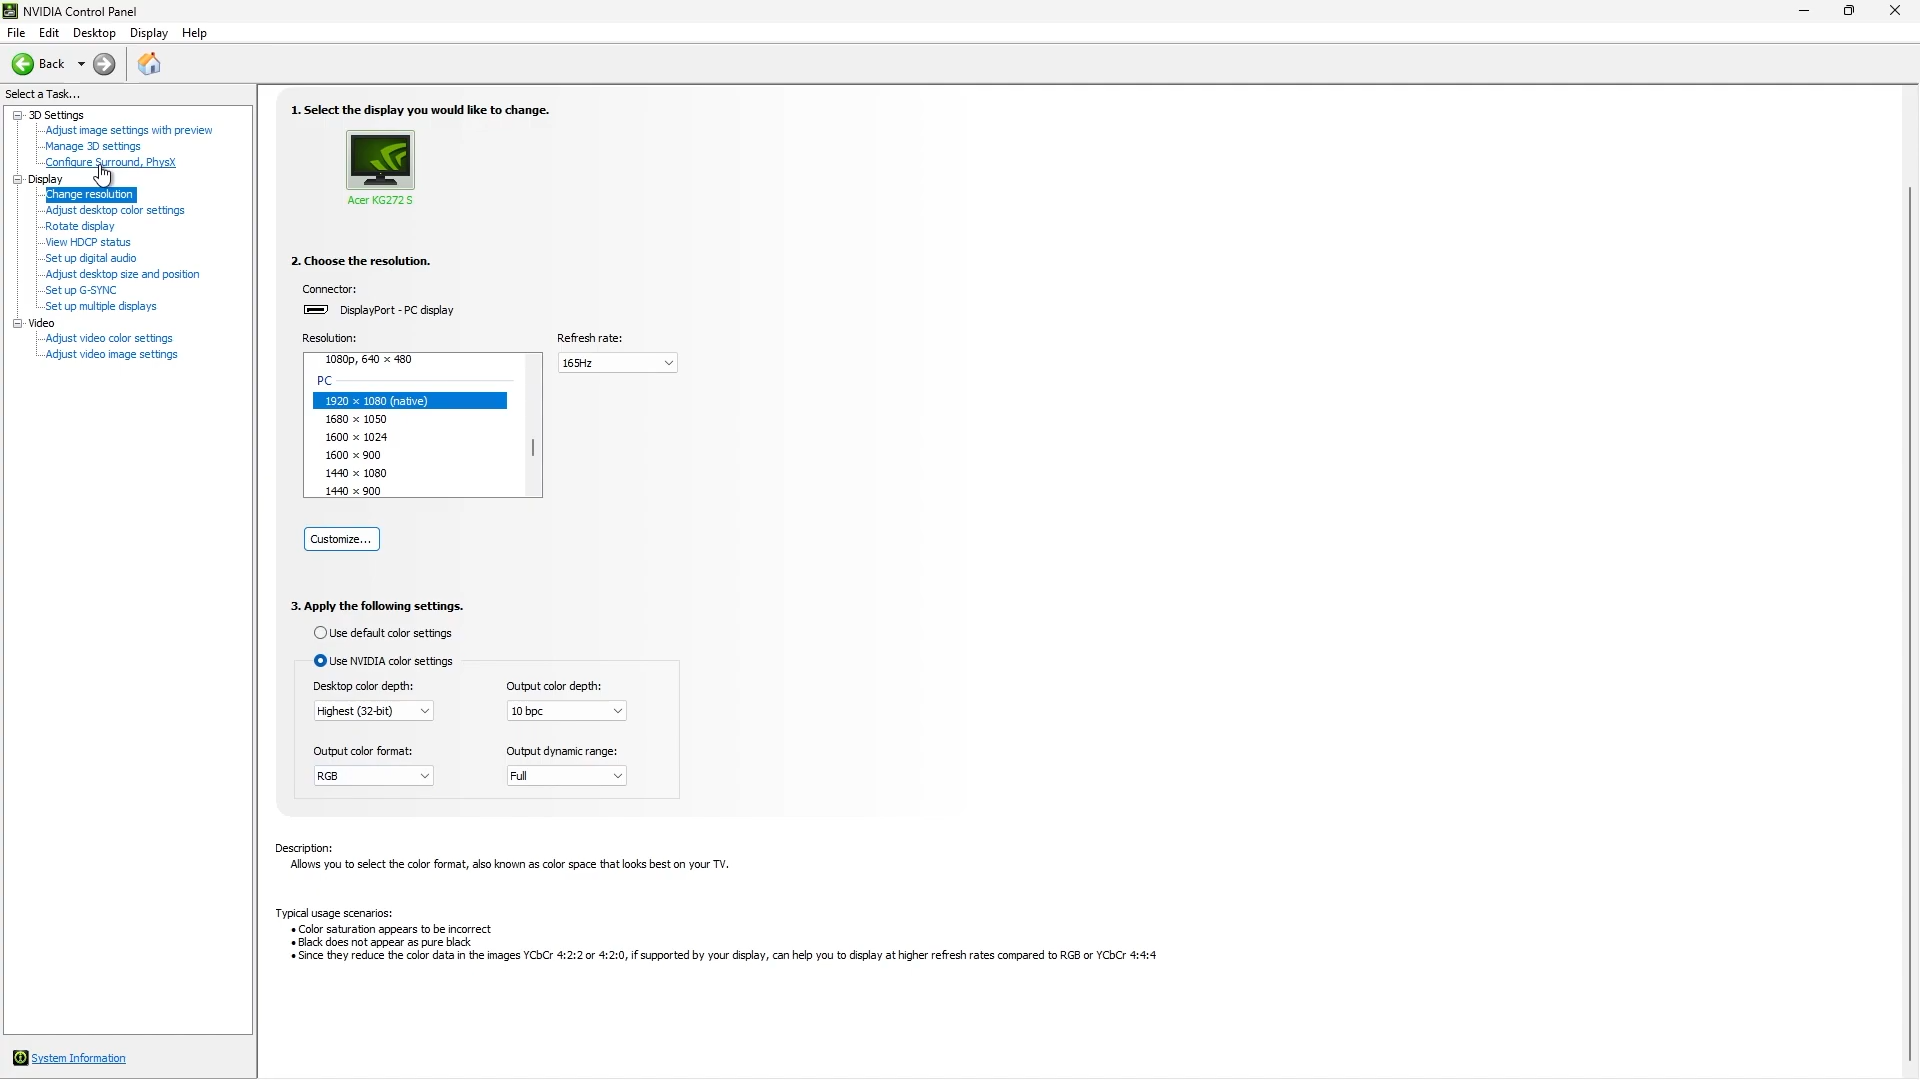 NVIDIA Control Panel
File Edit Desktop Display Help
Back
Select a Task...
3D Settings
Adjust image settings with preview
Manage 3D settings
Configure Surround, PhysX
Display
Change resolution
Adjust desktop color settings
Rotate display
View HDCP status
Set up digital audio
Adjust desktop size and position
Set up G-SYNC
Set up multiple displays
Video
Adjust video color settings
Adjust video image settings
System Information
1. Select the display you would like to change.
Acer KG272 S
2. Choose the resolution.
Connector:
DisplayPort - PC display
Resolution:
Refresh rate:
1080p, 640 × 480
165Hz
PC
1920 × 1080 (native)
1680 × 1050
1600 × 1024
1600 × 900
1440 × 1080
1440 × 900
Customize...
3. Apply the following settings.
Use default color settings
Use NVIDIA color settings
Desktop color depth:
Output color depth:
Highest (32-bit)
10 bpc
Output color format:
Output dynamic range:
RGB
Full
Description:
Allows you to select the color format, also known as color space that looks best on your TV.
Typical usage scenarios:
• Color saturation appears to be incorrect
• Black does not appear as pure black
• Since they reduce the color data in the images YCbCr 4:2:2 or 4:2:0, if supported by your display, can help you to display at higher refresh rates compared to RGB or YCbCr 4:4:4